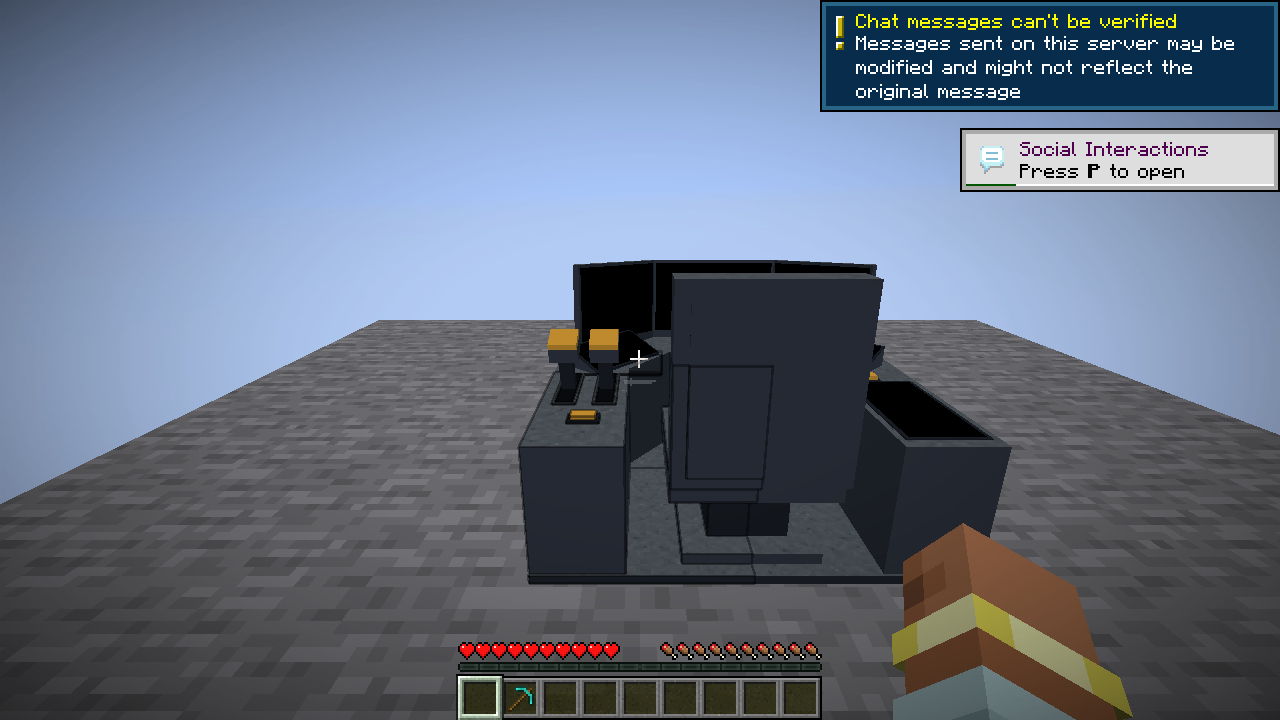 Chat messages can't be verified
Messages sent on this server may be
modified and might not reflect the
original message
Social Interactions
Press P to open